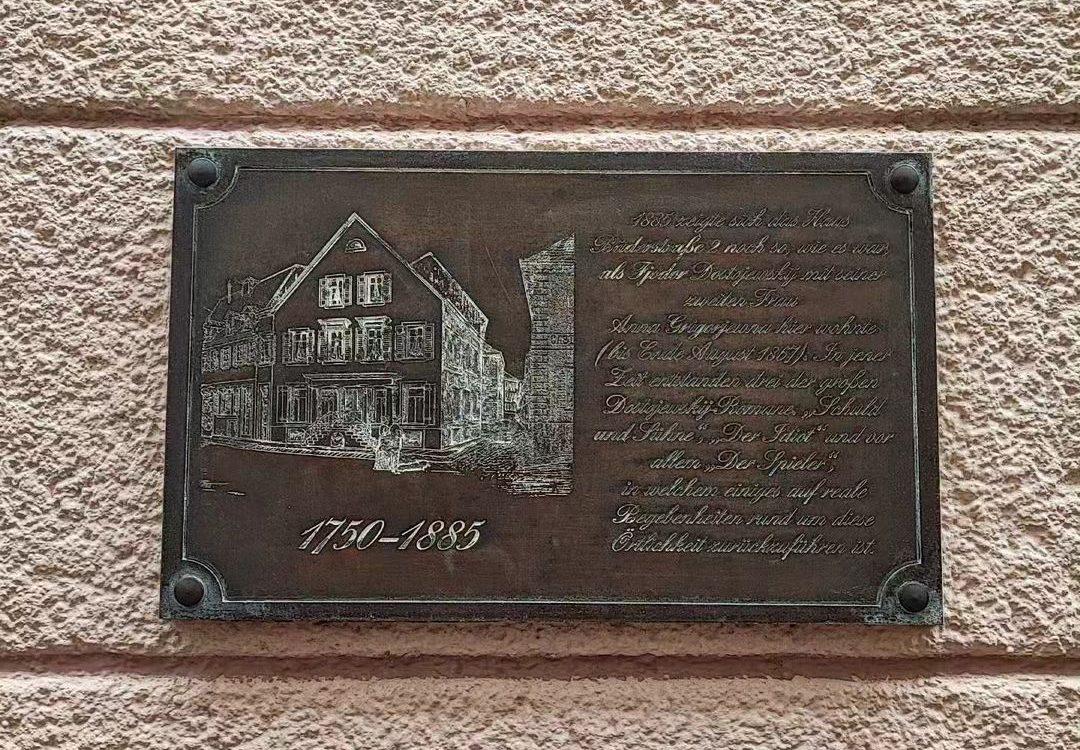 1750–1885
1885 zeigte sich das Haus
Bäderstraße 2 noch so, wie es war,
als Fjodor Dostojewskij mit seiner
zweiten Frau
Anna Grigorjewna hier wohnte
(bis Ende August 1867). In jener
Zeit entstanden drei der großen
Dostojewskij-Romane, „Schuld
und Sühne“, „Der Idiot“ und vor
allem „Der Spieler“,
in welchem einiges auf reale
Begebenheiten rund um diese
Örtlichkeit zurückzuführen ist.